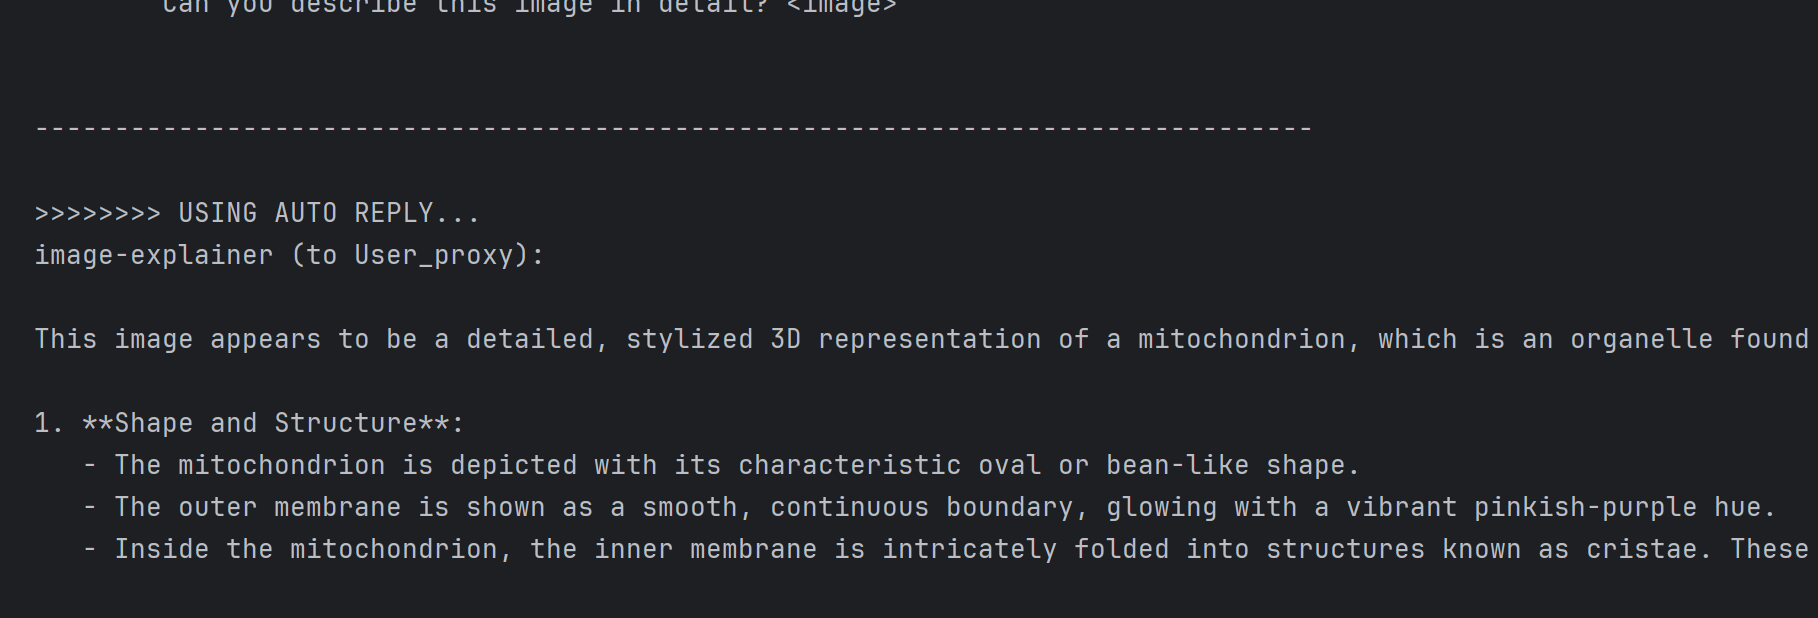 Can you describe this image in detail? <image>
--------------------------------------------------------------------------------
>>>>>>>> USING AUTO REPLY...
image-explainer (to User_proxy):
This image appears to be a detailed, stylized 3D representation of a mitochondrion, which is an organelle found
1. **Shape and Structure**:
- The mitochondrion is depicted with its characteristic oval or bean-like shape.
- The outer membrane is shown as a smooth, continuous boundary, glowing with a vibrant pinkish-purple hue.
- Inside the mitochondrion, the inner membrane is intricately folded into structures known as cristae. These